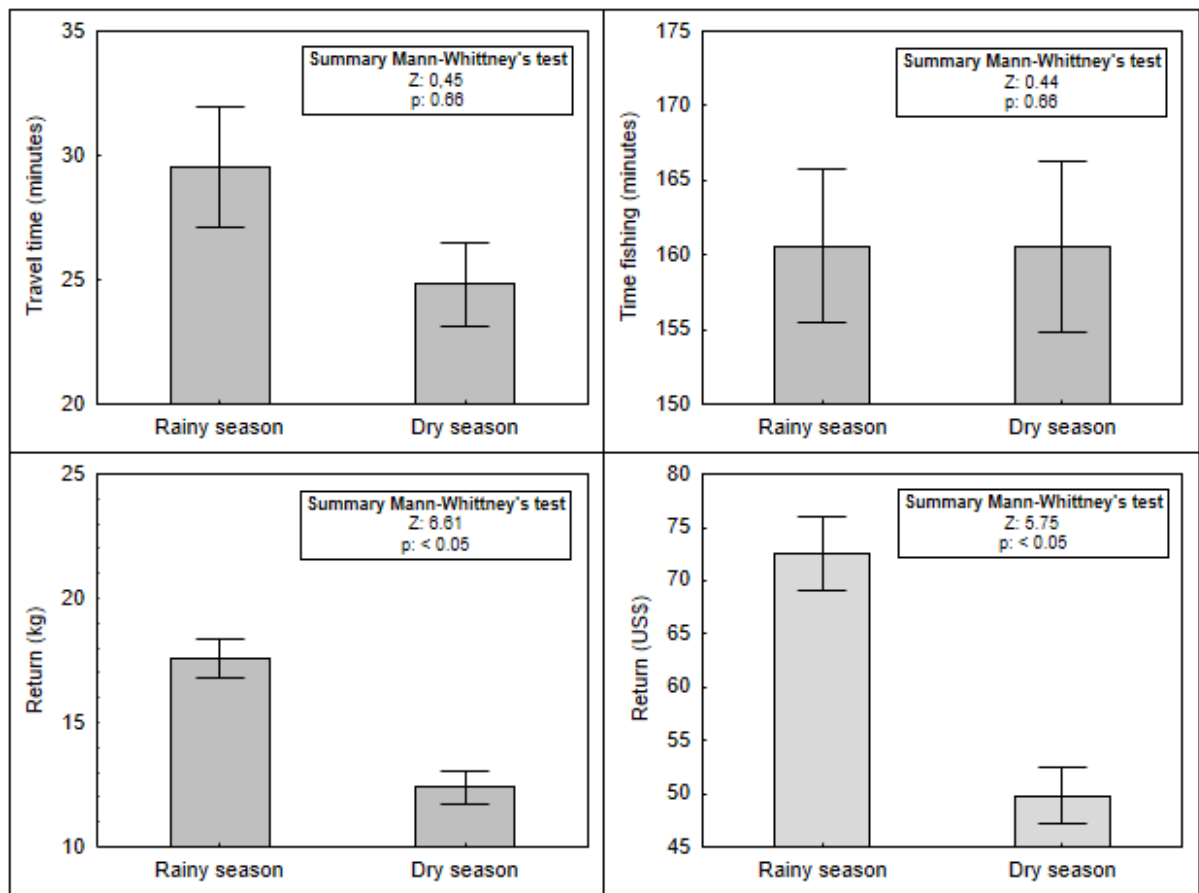 35
30
25
20
Travel time (minutes)
Summary Mann-Whittney's test
Z: 0,45
p: 0.66
Rainy season Dry season
175
170
165
160
155
150
Time fishing (minutes)
Summary Mann-Whittney's test
Z: 0.44
p: 0.66
Rainy season Dry season
25
20
15
10
Return (kg)
Summary Mann-Whittney's test
Z: 6.61
p: < 0.05
Rainy season Dry season
80
75
70
65
60
55
50
45
Return (US$)
Summary Mann-Whittney's test
Z: 5.75
p: < 0.05
Rainy season Dry season